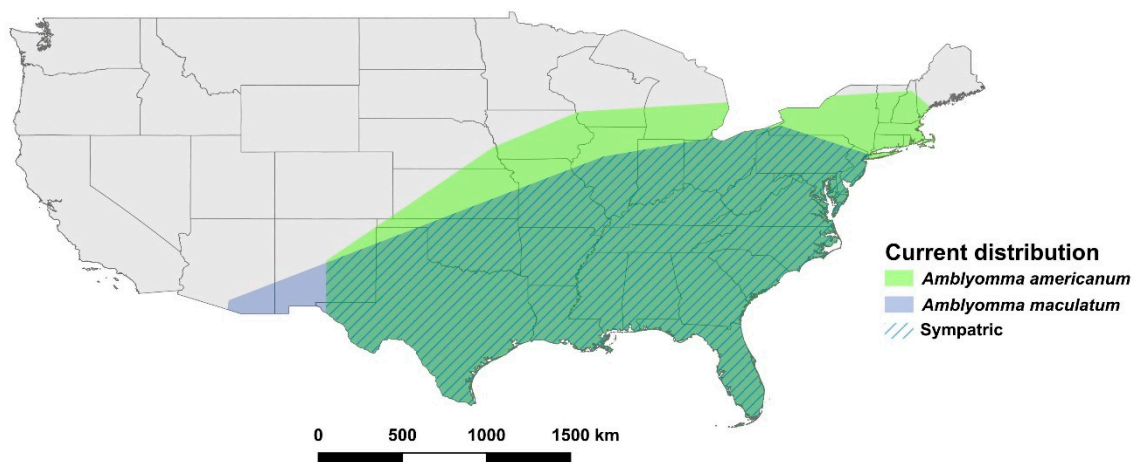 Current distribution
Amblyomma americanum
Amblyomma maculatum
Sympatric
0 500 1000 1500 km